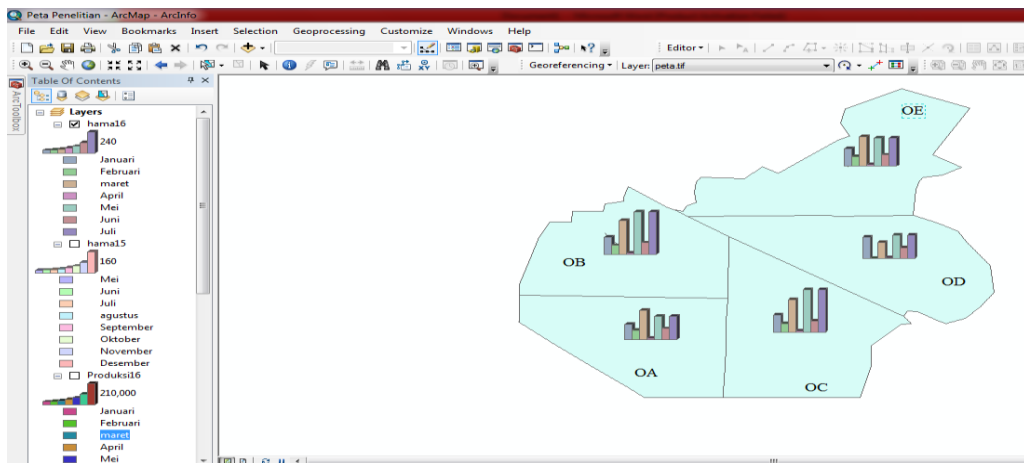 Peta Penelitian - ArcMap - ArcInfo
File Edit View Bookmarks Insert Selection Geoprocessing Customize Windows Help
Editor
Georeferencing Layer: peta.tif
Table Of Contents
ArcToolbox
Layers
hama16
240
Januari
Februari
maret
April
Mei
Juni
Juli
hama15
160
Mei
Juni
Juli
agustus
September
Oktober
November
Desember
Produksi16
210,000
Januari
Februari
maret
April
Mei
OE
OB
OD
OA
OC